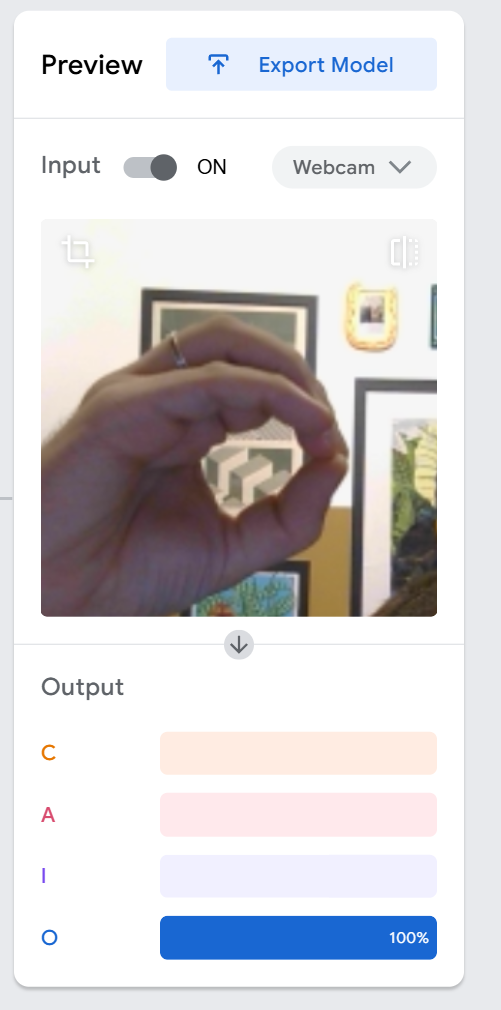 Preview
Export Model
Input ON Webcam
Output
C
A
I
O 100%